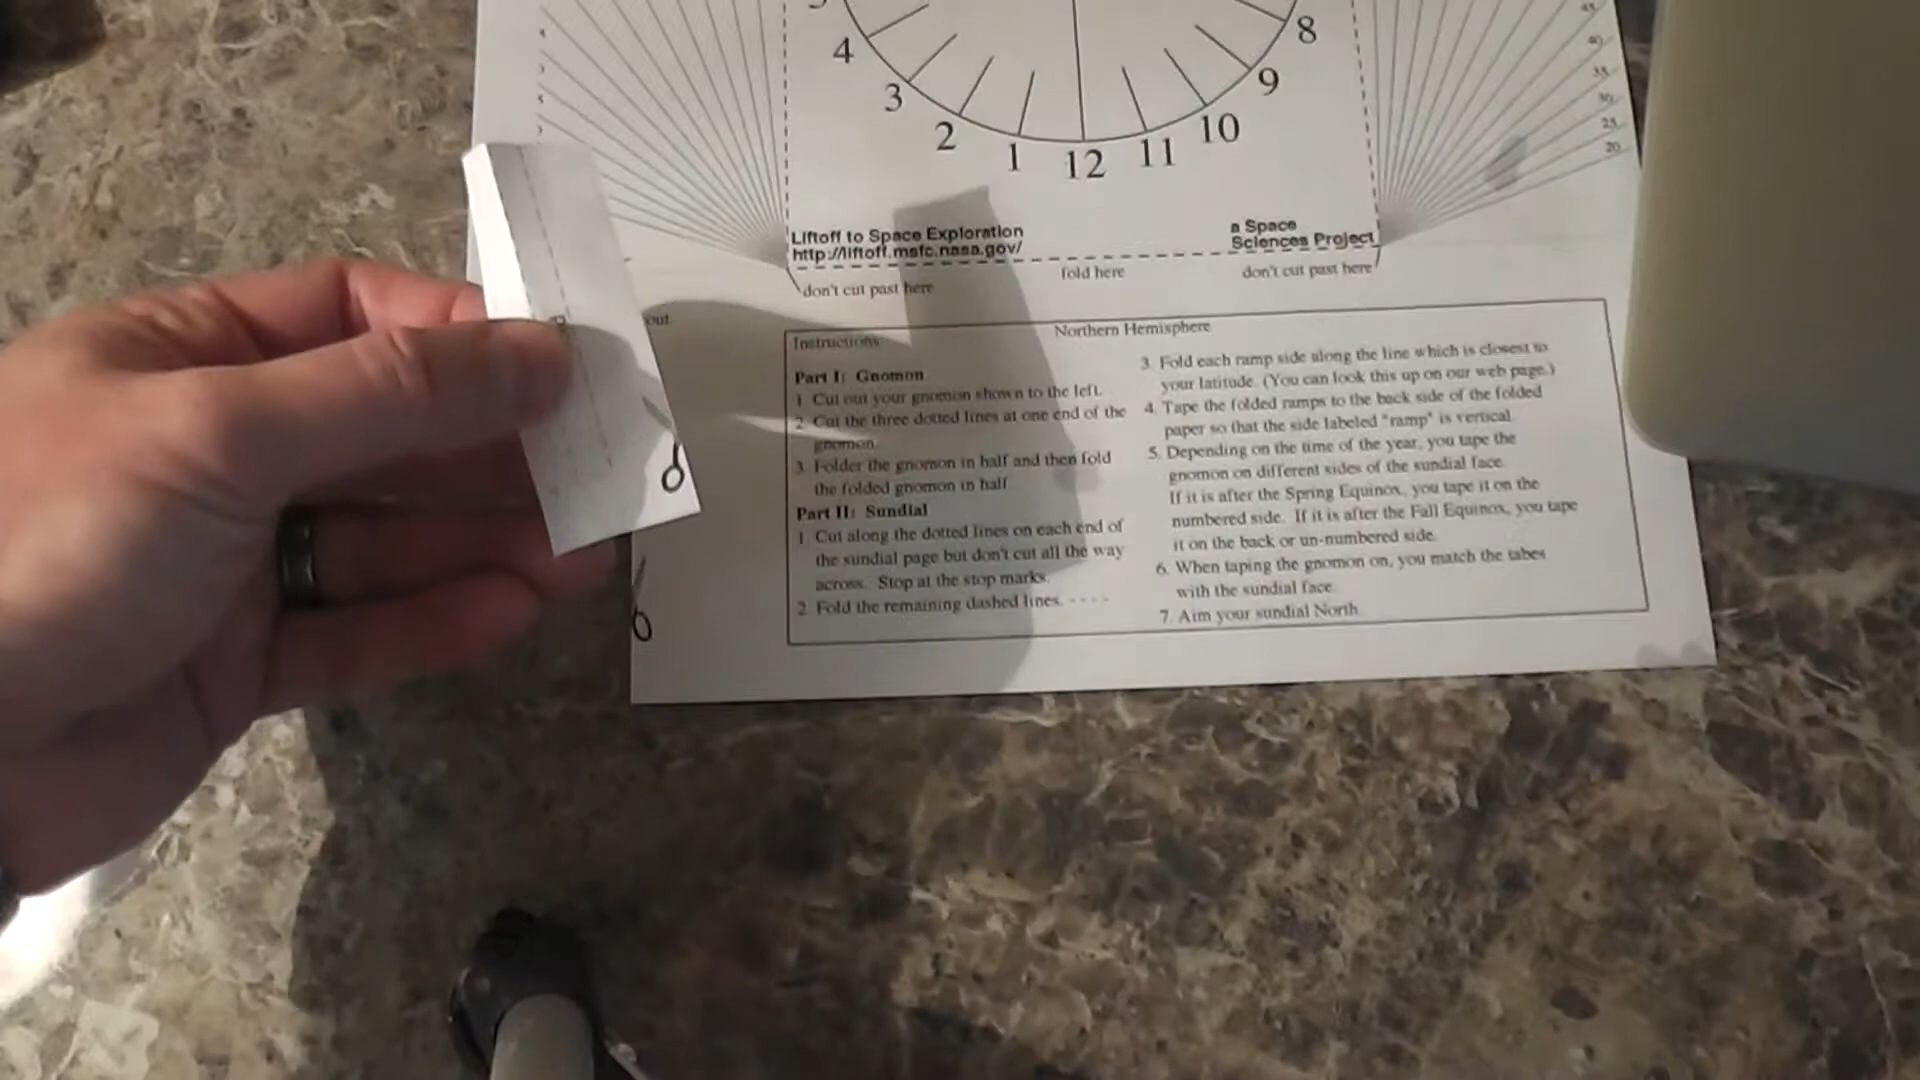 4
3
2
1
12
11
10
9
8
45
40
35
30
25
20
Liftoff to Space Exploration
http://liftoff.msfc.nasa.gov/
a Space
Sciences Project
fold here
don't cut past here
don't cut past here
out
Northern Hemisphere
Instructions
Part I: Gnomon
1. Cut out your gnomon shown to the left.
2. Cut the three dotted lines at one end of the
gnomon.
3. Folder the gnomon in half and then fold
the folded gnomon in half
Part II: Sundial
1. Cut along the dotted lines on each end of
the sundial page but don't cut all the way
across. Stop at the stop marks.
2. Fold the remaining dashed lines. - - - -
3. Fold each ramp side along the line which is closest to
your latitude. (You can look this up on our web page.)
4. Tape the folded ramps to the back side of the folded
paper so that the side labeled "ramp" is vertical.
5. Depending on the time of the year, you tape the
gnomon on different sides of the sundial face.
If it is after the Spring Equinox, you tape it on the
numbered side. If it is after the Fall Equinox, you tape
it on the back or un-numbered side.
6. When taping the gnomon on, you match the tabes
with the sundial face.
7. Aim your sundial North.